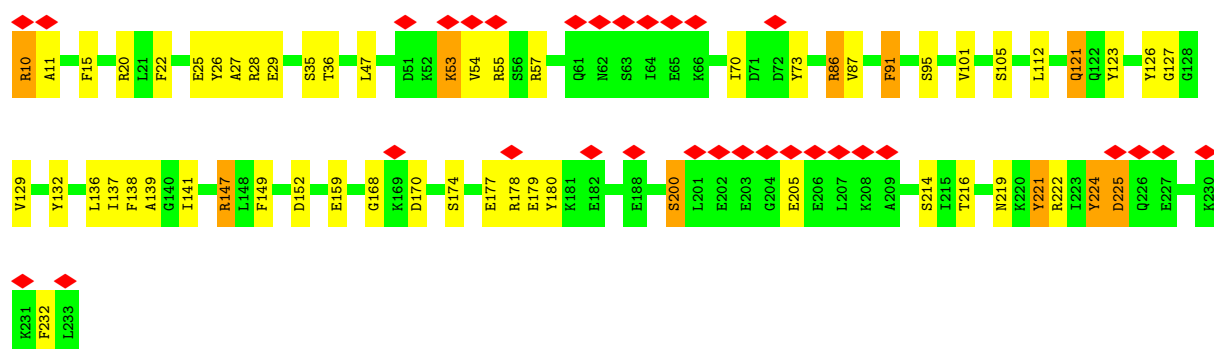 R10 A11 F15 R20 L21 F22 E25 Y26 A27 R28 E29 S35 T36 L47 D51 K52 K53 V54 R55 S56 R57 Q61 N62 S63 I64 E65 K66 I70 D71 D72 Y73 R86 V87 F91 S95 V101 S105 L112 Q121 Q122 Y123 Y126 G127 G128
V129 Y132 L136 I137 F138 A139 G140 I141 R147 L148 F149 D152 E159 G168 K169 D170 S174 E177 R178 E179 Y180 K181 E182 E188 S200 L201 E202 E203 G204 E205 E206 L207 K208 A209 S214 I215 T216 N219 K220 Y221 R222 I223 Y224 D225 Q226 E227 K230
K231 F232 L233